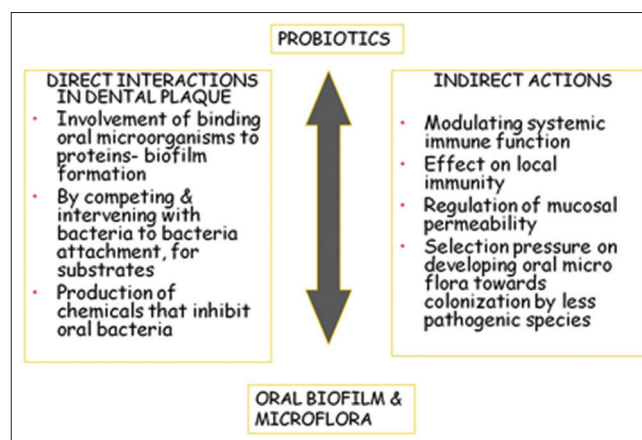 PROBIOTICS
DIRECT INTERACTIONS
IN DENTAL PLAQUE
• Involvement of binding
oral microorganisms to
proteins- biofilm
formation
• By competing &
intervening with
bacteria to bacteria
attachment, for
substrates
• Production of
chemicals that inhibit
oral bacteria
INDIRECT ACTIONS
• Modulating systemic
immune function
• Effect on local
immunity
• Regulation of mucosal
permeability
• Selection pressure on
developing oral micro
flora towards
colonization by less
pathogenic species
ORAL BIOFILM &
MICROFLORA